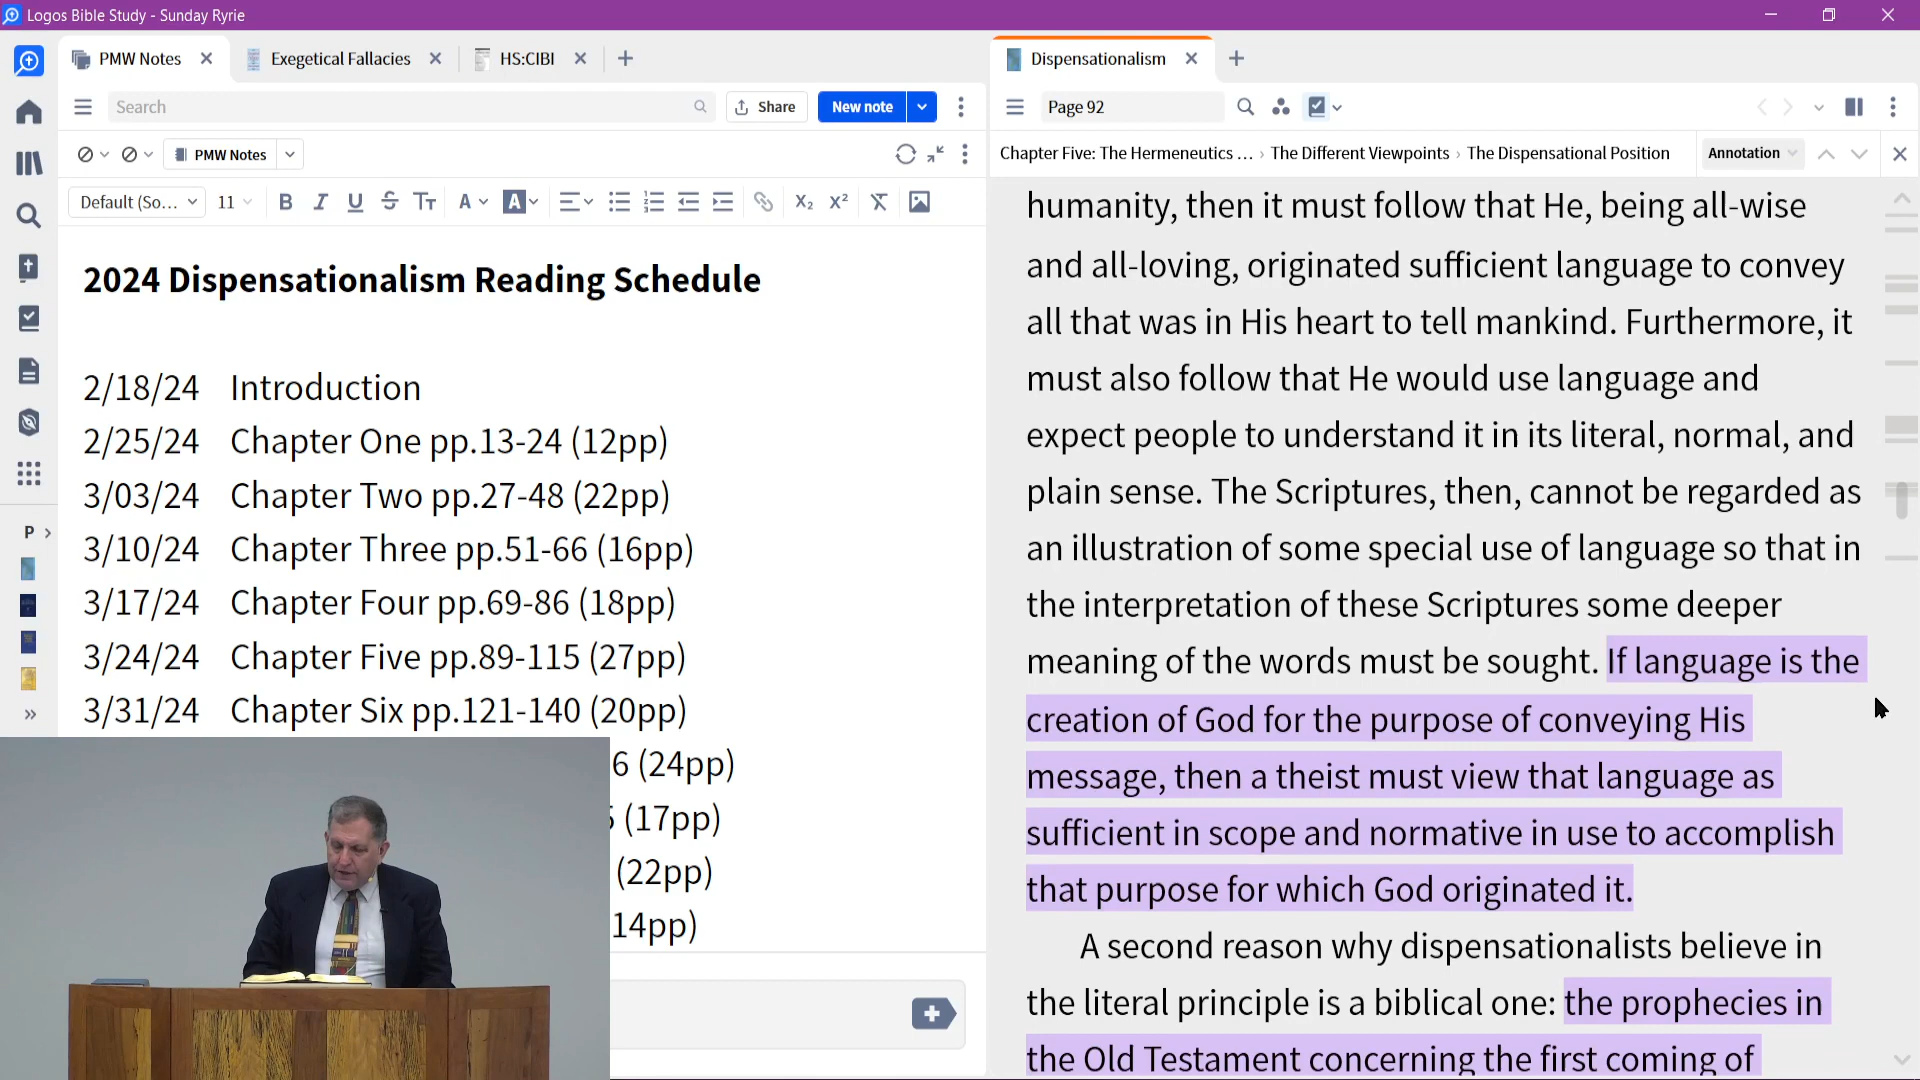 Logos Bible Study - Sunday Ryrie
PMW Notes
Exegetical Fallacies
HS:CIBI
Search
Share
New note
PMW Notes
Default (So...
11
B I U S Tт A A X₂ X²
2024 Dispensationalism Reading Schedule
2/18/24 Introduction
2/25/24 Chapter One pp.13-24 (12pp)
3/03/24 Chapter Two pp.27-48 (22pp)
3/10/24 Chapter Three pp.51-66 (16pp)
3/17/24 Chapter Four pp.69-86 (18pp)
3/24/24 Chapter Five pp.89-115 (27pp)
3/31/24 Chapter Six pp.121-140 (20pp)
6 (24pp)
(17pp)
(22pp)
14pp)
P
Dispensationalism
Page 92
Chapter Five: The Hermeneutics ... › The Different Viewpoints › The Dispensational Position
Annotation
humanity, then it must follow that He, being all-wise
and all-loving, originated sufficient language to convey
all that was in His heart to tell mankind. Furthermore, it
must also follow that He would use language and
expect people to understand it in its literal, normal, and
plain sense. The Scriptures, then, cannot be regarded as
an illustration of some special use of language so that in
the interpretation of these Scriptures some deeper
meaning of the words must be sought. If language is the
creation of God for the purpose of conveying His
message, then a theist must view that language as
sufficient in scope and normative in use to accomplish
that purpose for which God originated it.
A second reason why dispensationalists believe in
the literal principle is a biblical one: the prophecies in
the Old Testament concerning the first coming of